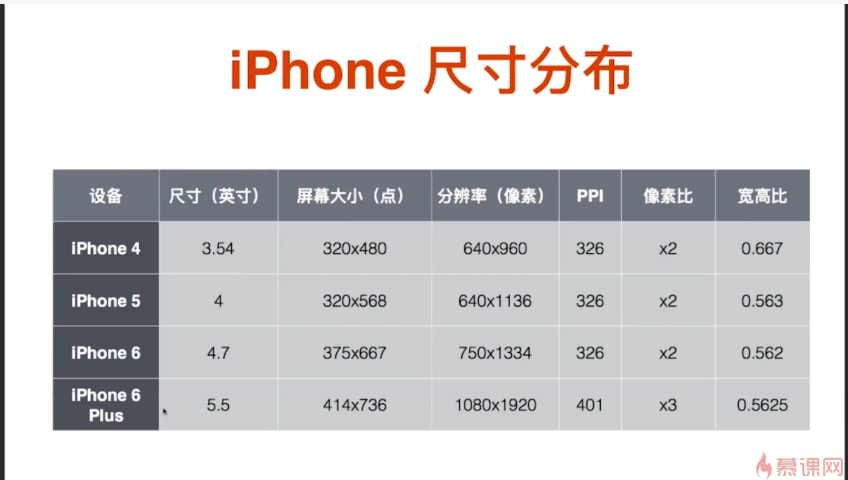 iPhone 尺寸分布
设备 尺寸（英寸） 屏幕大小（点） 分辨率（像素） PPI 像素比 宽高比
iPhone 4 3.54 320x480 640x960 326 x2 0.667
iPhone 5 4 320x568 640x1136 326 x2 0.563
iPhone 6 4.7 375x667 750x1334 326 x2 0.562
iPhone 6 Plus 5.5 414x736 1080x1920 401 x3 0.5625
慕课网